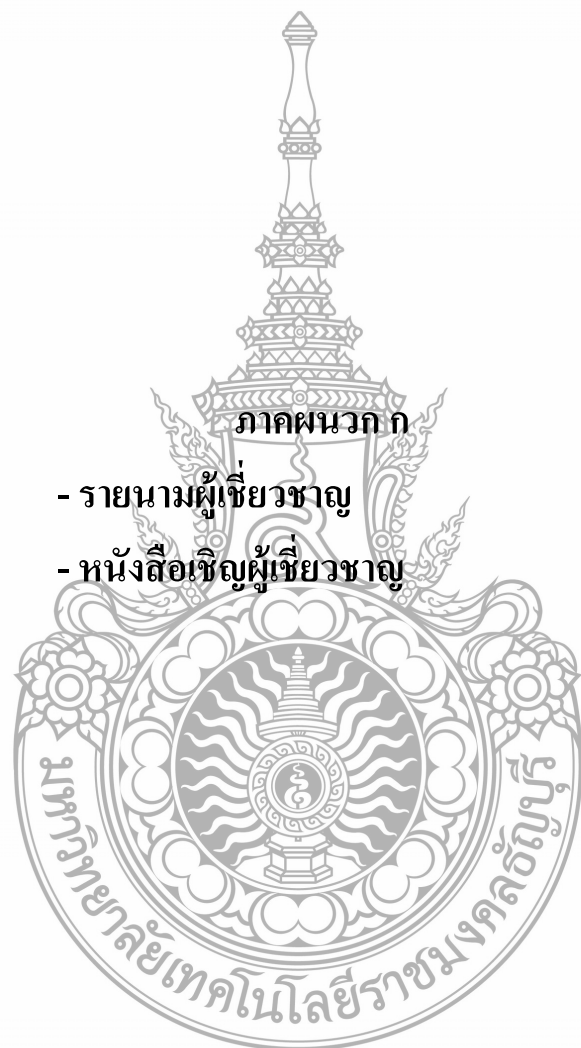 ภาคผนวก ก
- รายนามผู้เชี่ยวชาญ
- หนังสือเชิญผู้เชี่ยวชาญ
มหาวิทยาลัยเทคโนโลยีราชมงคลธัญบุรี